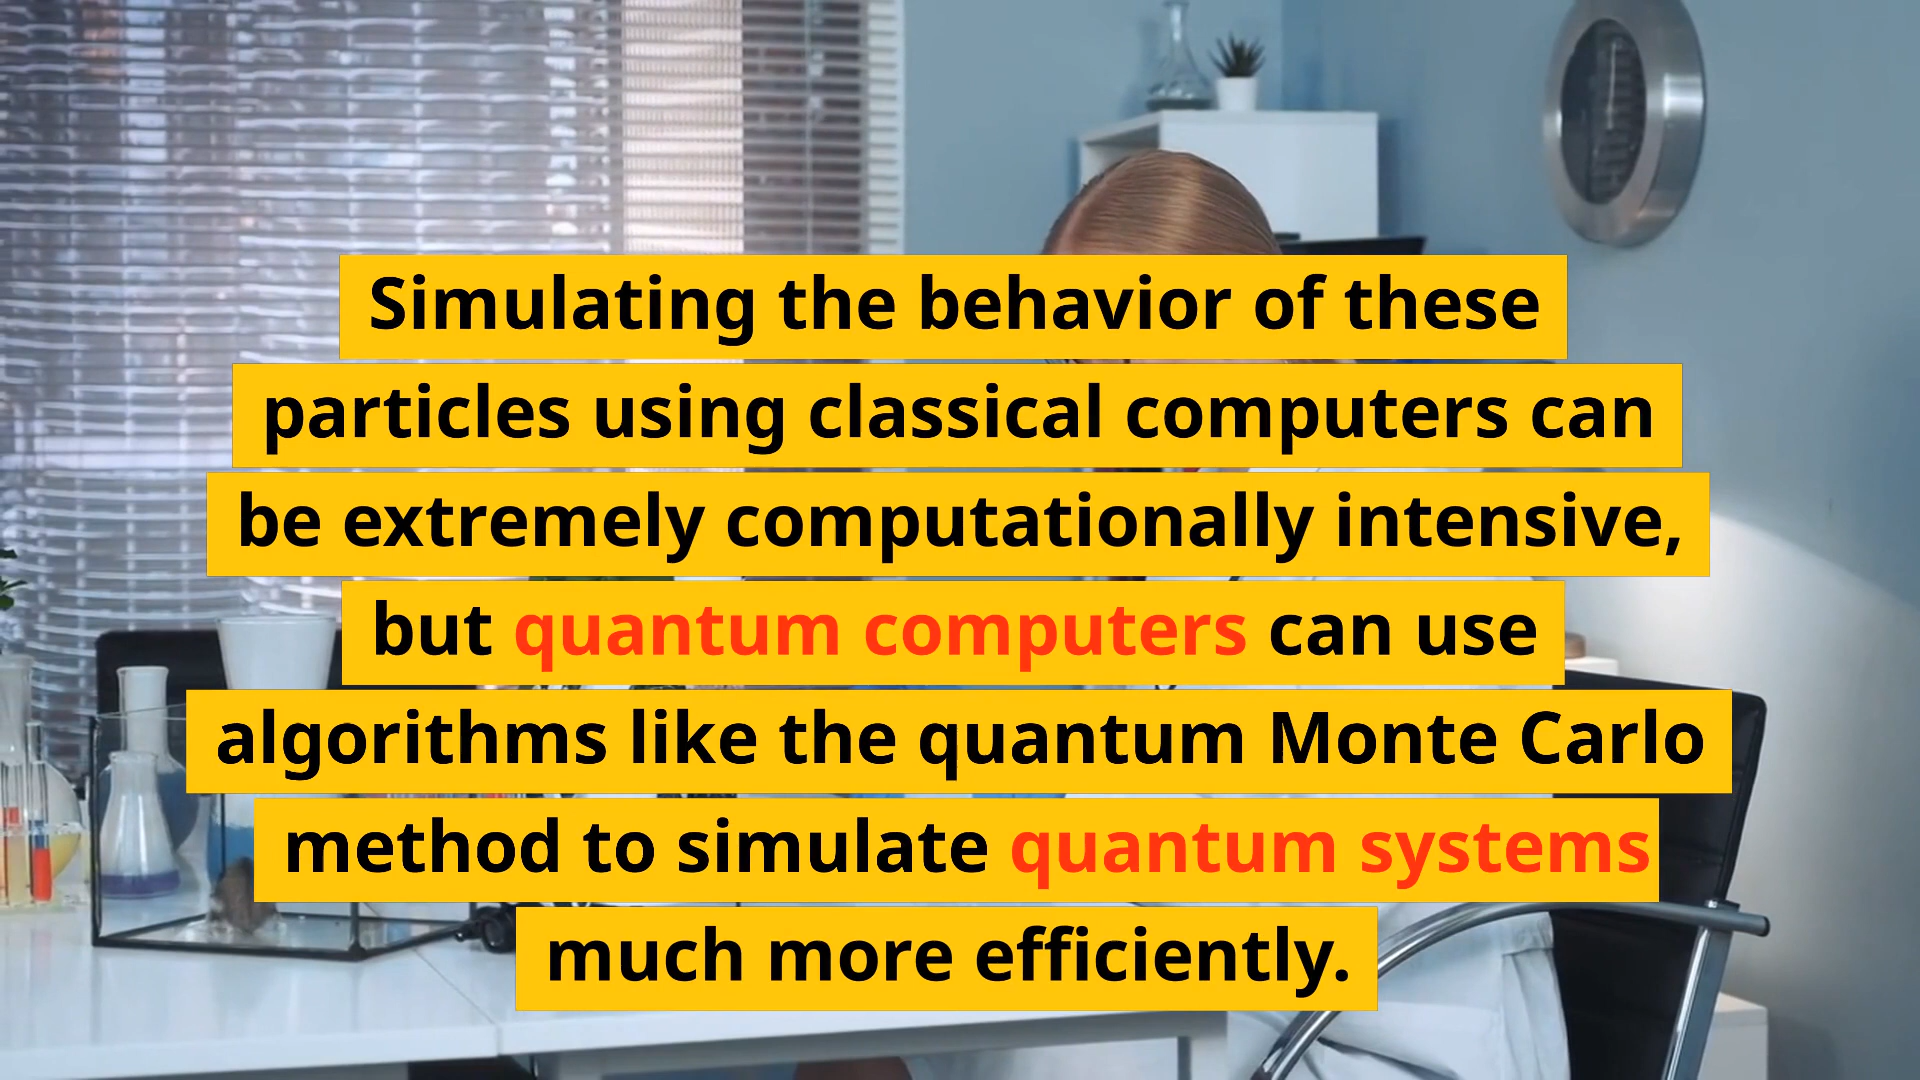 Simulating the behavior of these
particles using classical computers can
be extremely computationally intensive,
but quantum computers can use
algorithms like the quantum Monte Carlo
method to simulate quantum systems
much more efficiently.